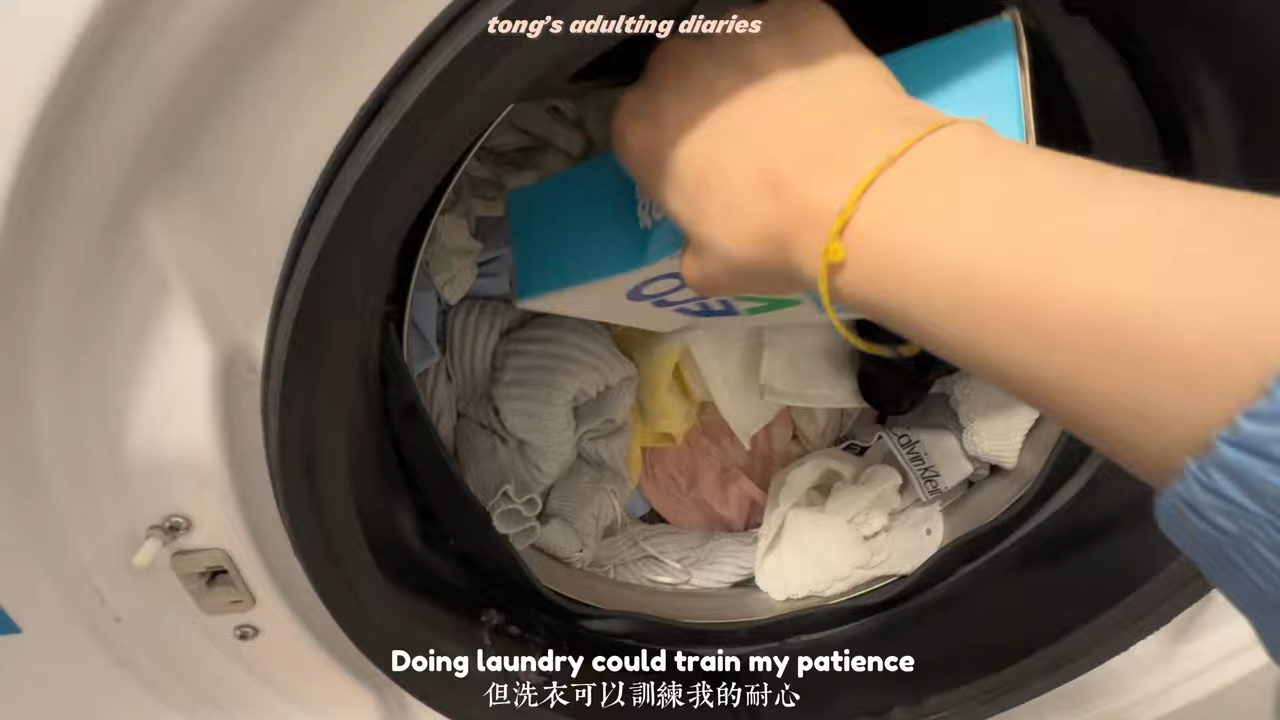 tong's adulting diaries
vero
Calvin Klein
Doing laundry could train my patience
但洗衣可以訓練我的耐心